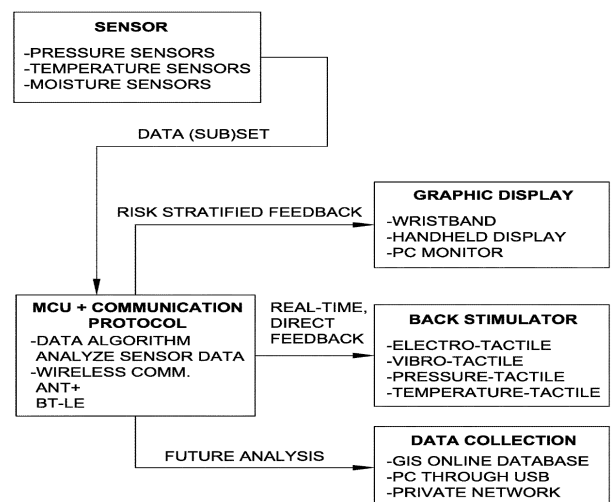 SENSOR
-PRESSURE SENSORS
-TEMPERATURE SENSORS
-MOISTURE SENSORS
DATA (SUB)SET
RISK STRATIFIED FEEDBACK
GRAPHIC DISPLAY
-WRISTBAND
-HANDHELD DISPLAY
-PC MONITOR
MCU + COMMUNICATION
PROTOCOL
-DATA ALGORITHM
ANALYZE SENSOR DATA
-WIRELESS COMM.
ANT+
BT-LE
REAL-TIME,
DIRECT
FEEDBACK
BACK STIMULATOR
-ELECTRO-TACTILE
-VIBRO-TACTILE
-PRESSURE-TACTILE
-TEMPERATURE-TACTILE
FUTURE ANALYSIS
DATA COLLECTION
-GIS ONLINE DATABASE
-PC THROUGH USB
-PRIVATE NETWORK